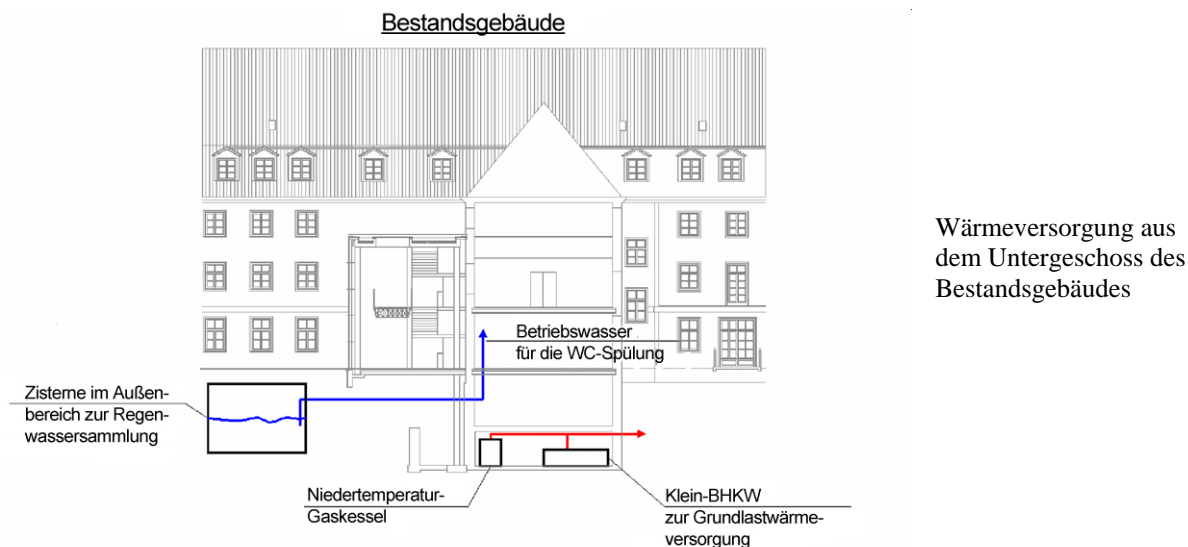 Bestandsgebäude
Wärmeversorgung aus
dem Untergeschoss des
Bestandsgebäudes
Betriebswasser
für die WC-Spülung
Zisterne im Außen-
bereich zur Regen-
wassersammlung
Niedertemperatur-
Gaskessel
Klein-BHKW
zur Grundlastwärme-
versorgung